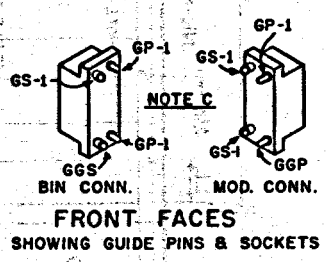 GP-1
GP-1
GS-1
GS-1
NOTE C
GP-1
GS-1
GGS
GGP
BIN CONN.
MOD. CONN.
FRONT FACES
SHOWING GUIDE PINS & SOCKETS